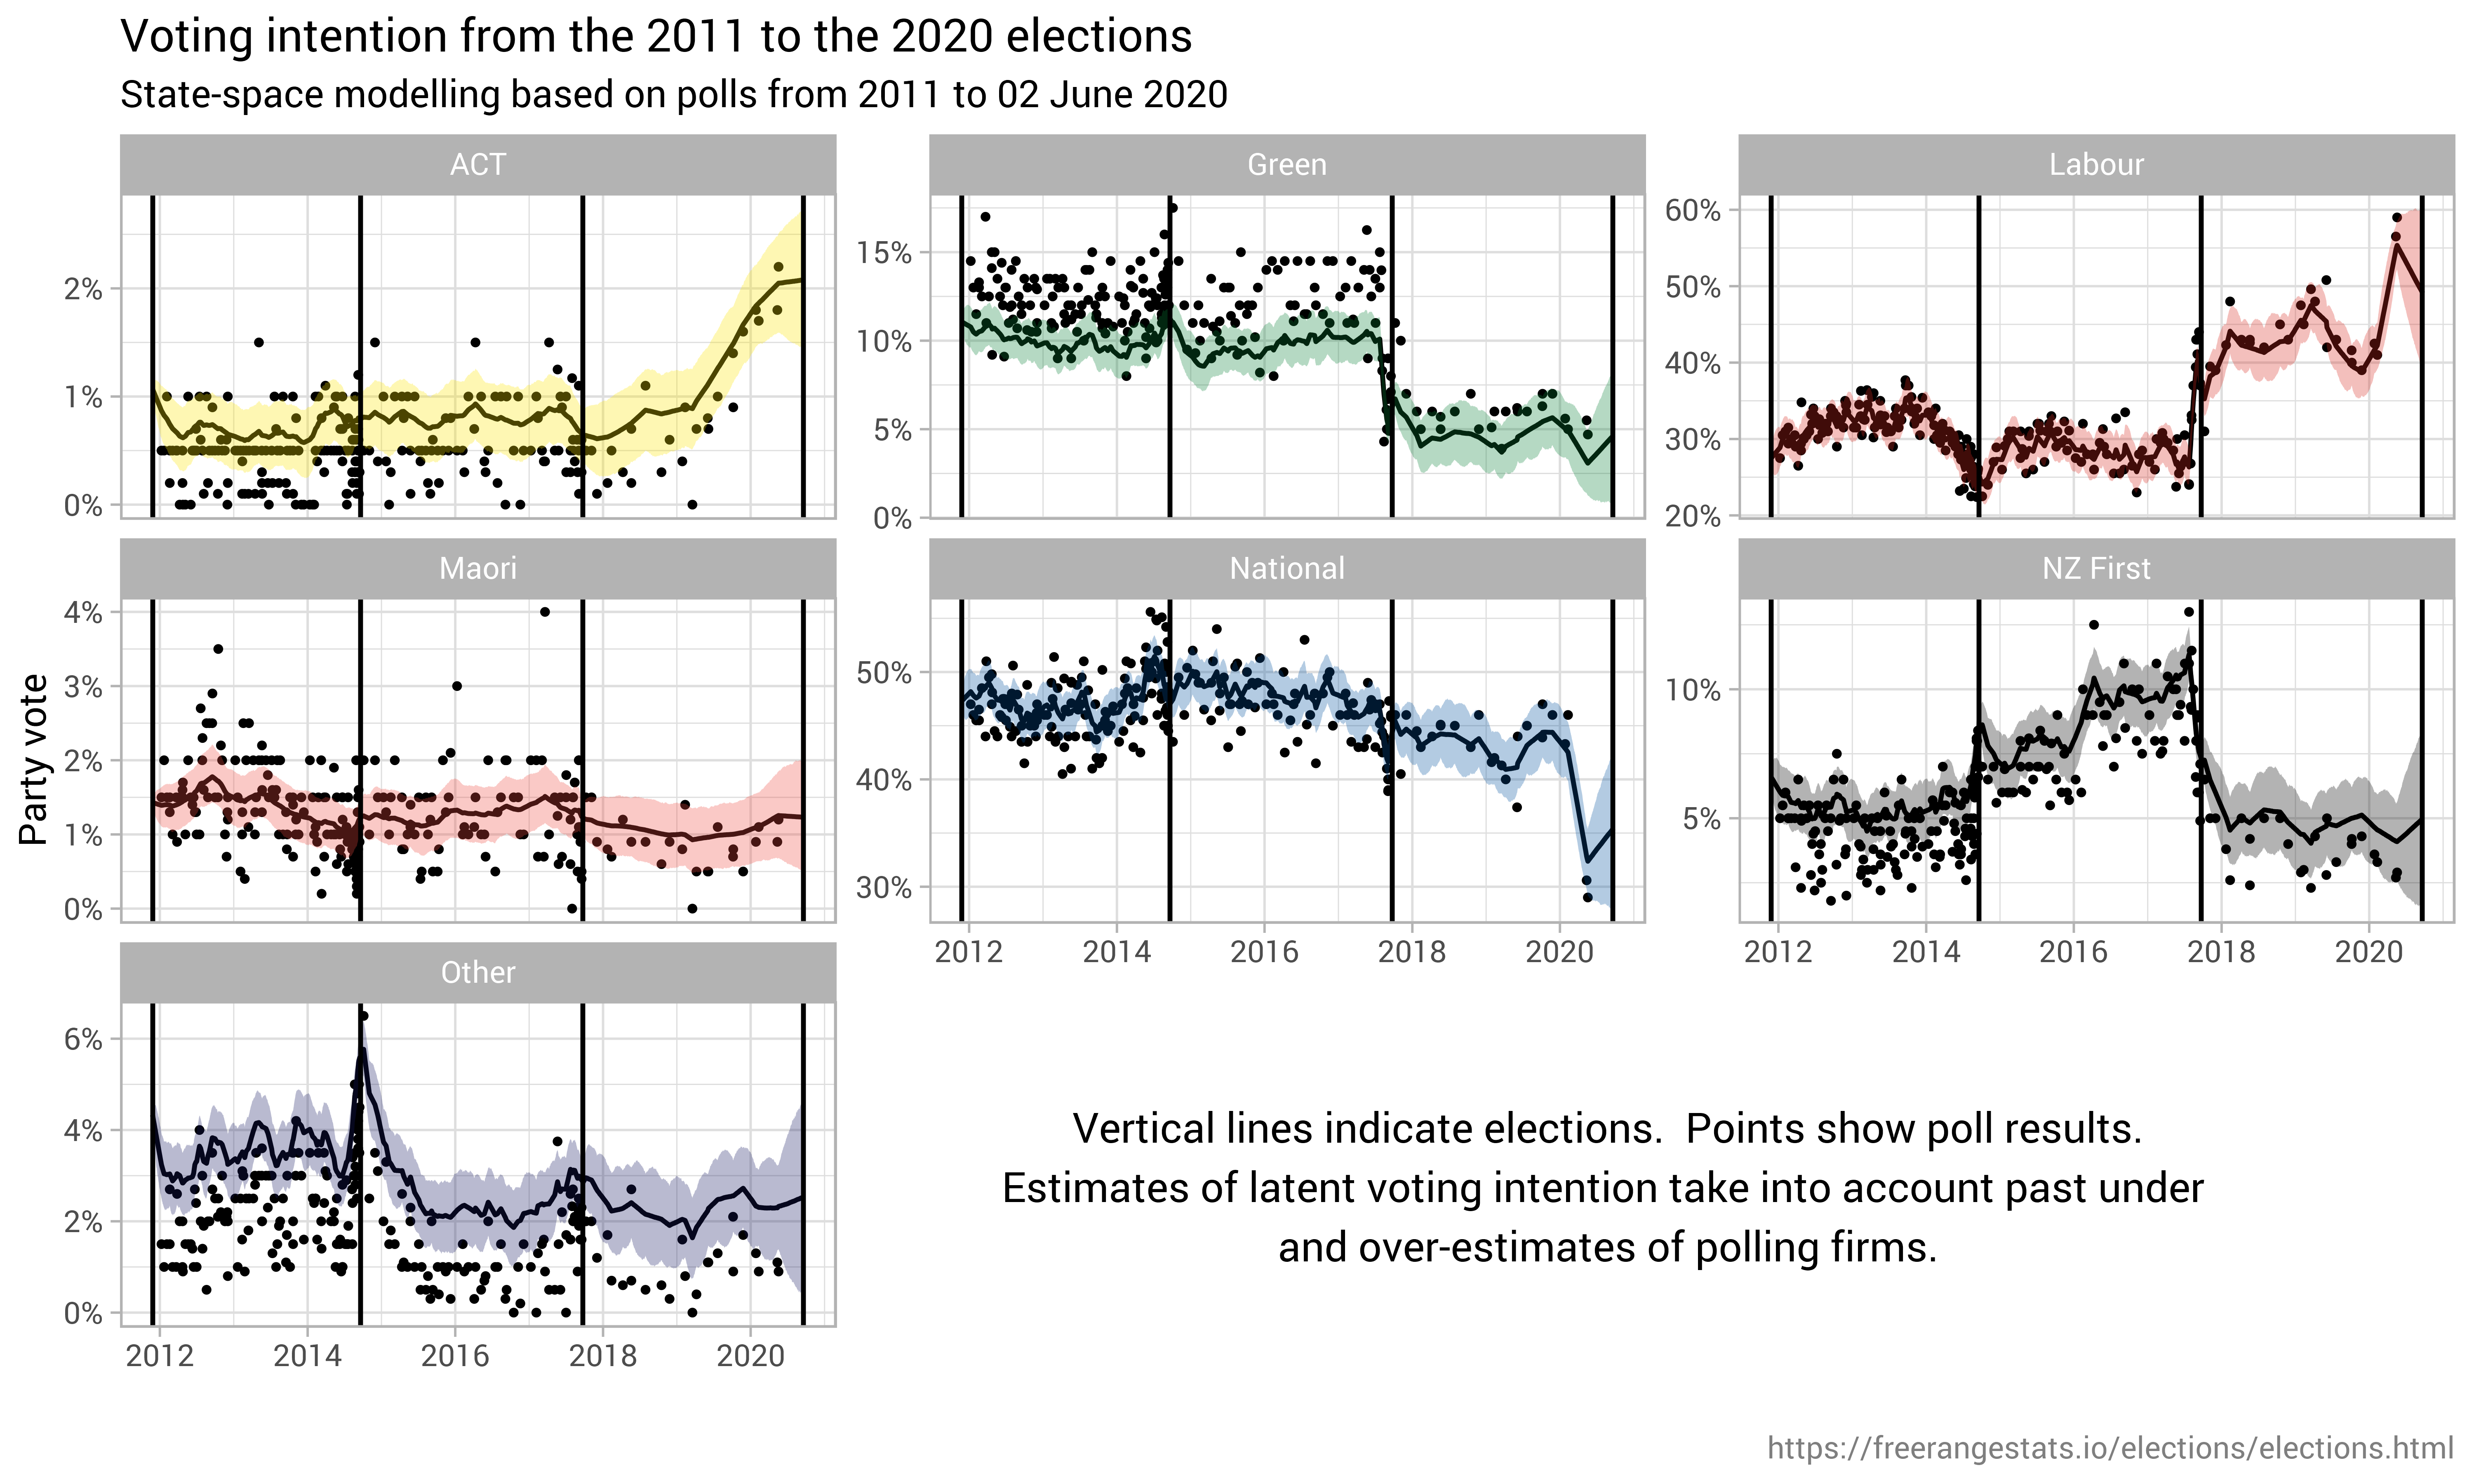 Voting intention from the 2011 to the 2020 elections
State-space modelling based on polls from 2011 to 02 June 2020
ACT
Green
Labour
2%
1%
0%
15%
10%
5%
0%
60%
50%
40%
30%
20%
Maori
National
NZ First
Party vote
4%
3%
2%
1%
0%
50%
40%
30%
10%
5%
2012 2014 2016 2018 2020
2012 2014 2016 2018 2020
Other
6%
4%
2%
0%
2012 2014 2016 2018 2020
Vertical lines indicate elections.  Points show poll results.
Estimates of latent voting intention take into account past under
and over-estimates of polling firms.
https://freerangestats.io/elections/elections.html